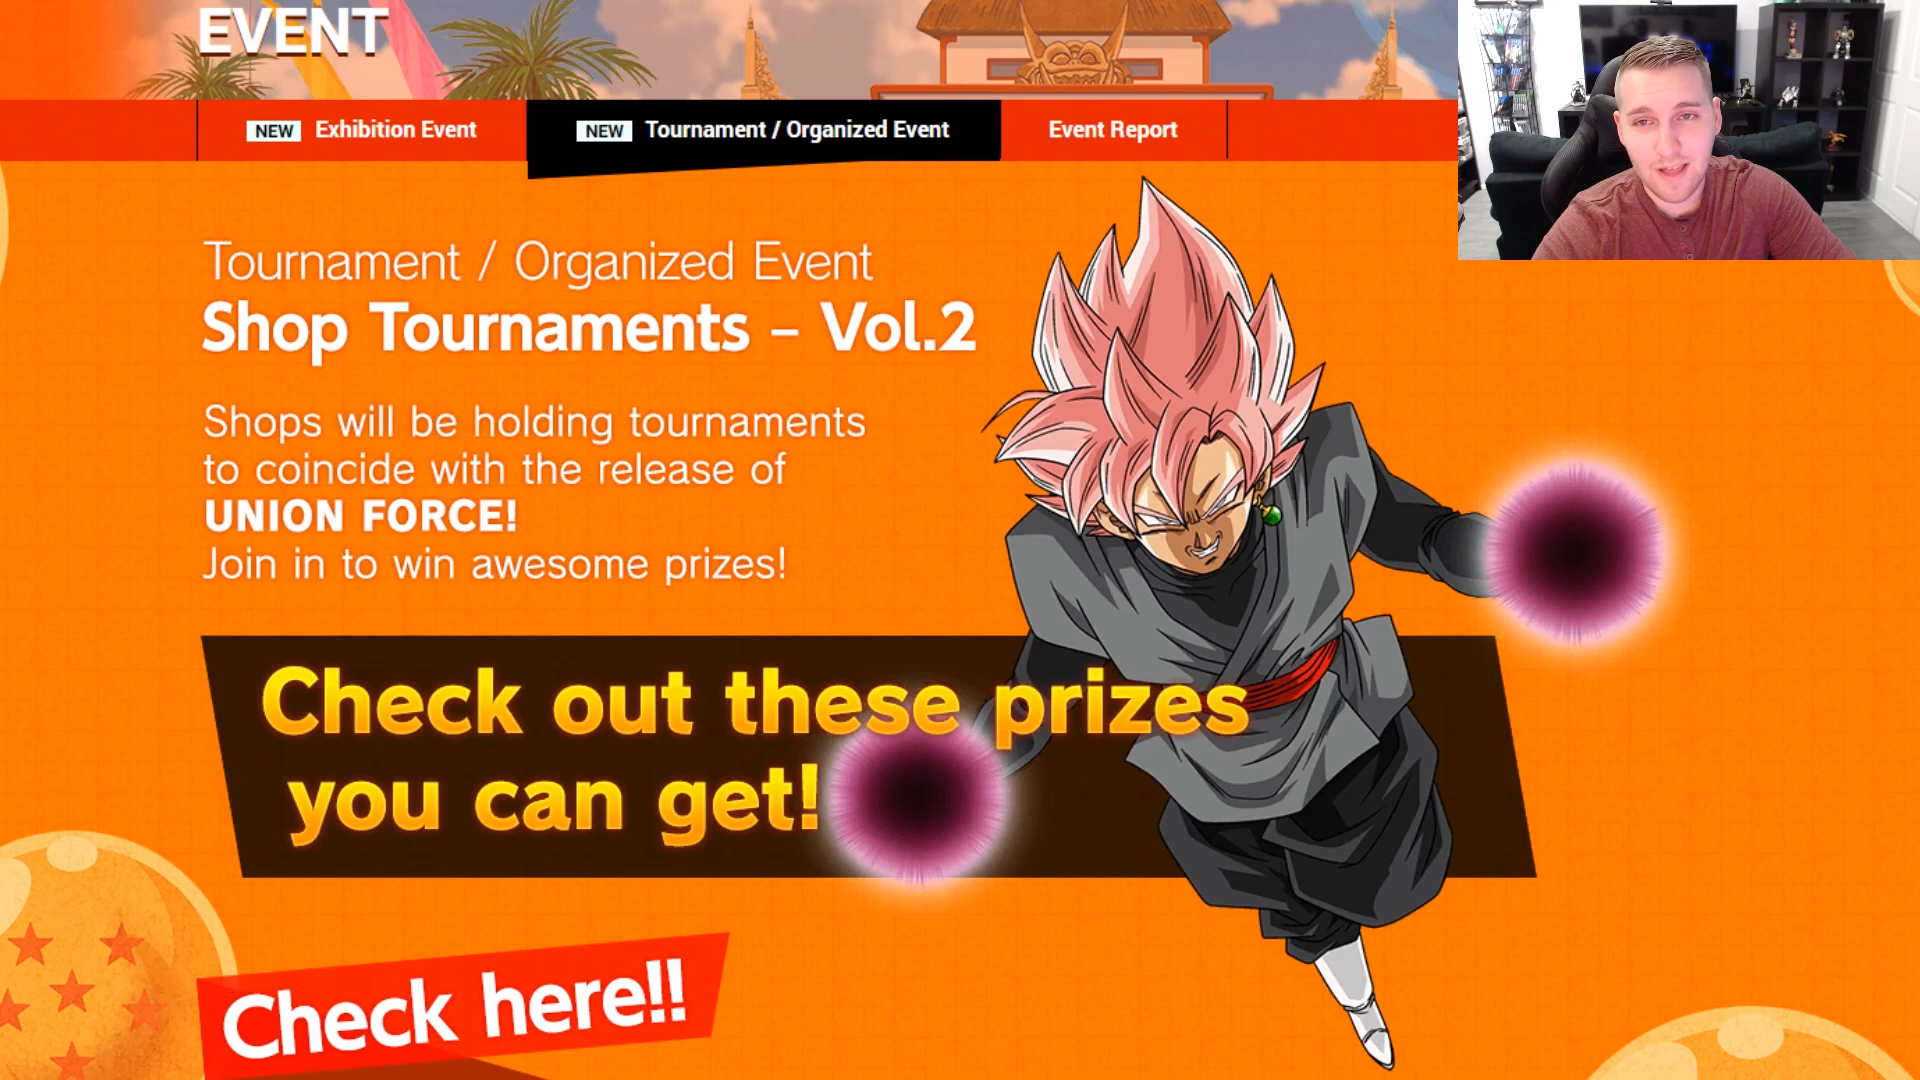 EVENT
NEW Exhibition Event
NEW Tournament / Organized Event
Event Report
Tournament / Organized Event
Shop Tournaments – Vol.2
Shops will be holding tournaments
to coincide with the release of
UNION FORCE!
Join in to win awesome prizes!
Check out these prizes
you can get!
Check here!!